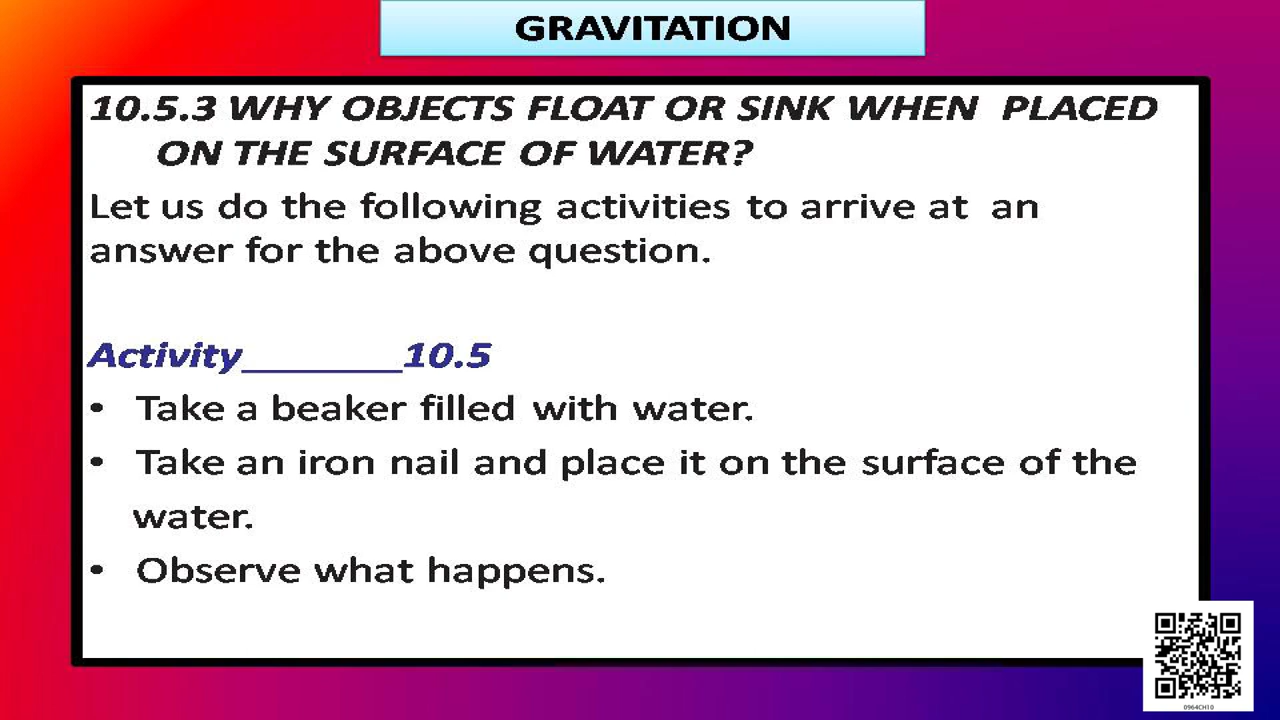 GRAVITATION
10.5.3 WHY OBJECTS FLOAT OR SINK WHEN PLACED
ON THE SURFACE OF WATER?
Let us do the following activities to arrive at an
answer for the above question.
Activity________10.5
• Take a beaker filled with water.
• Take an iron nail and place it on the surface of the
water.
• Observe what happens.
0964CH10